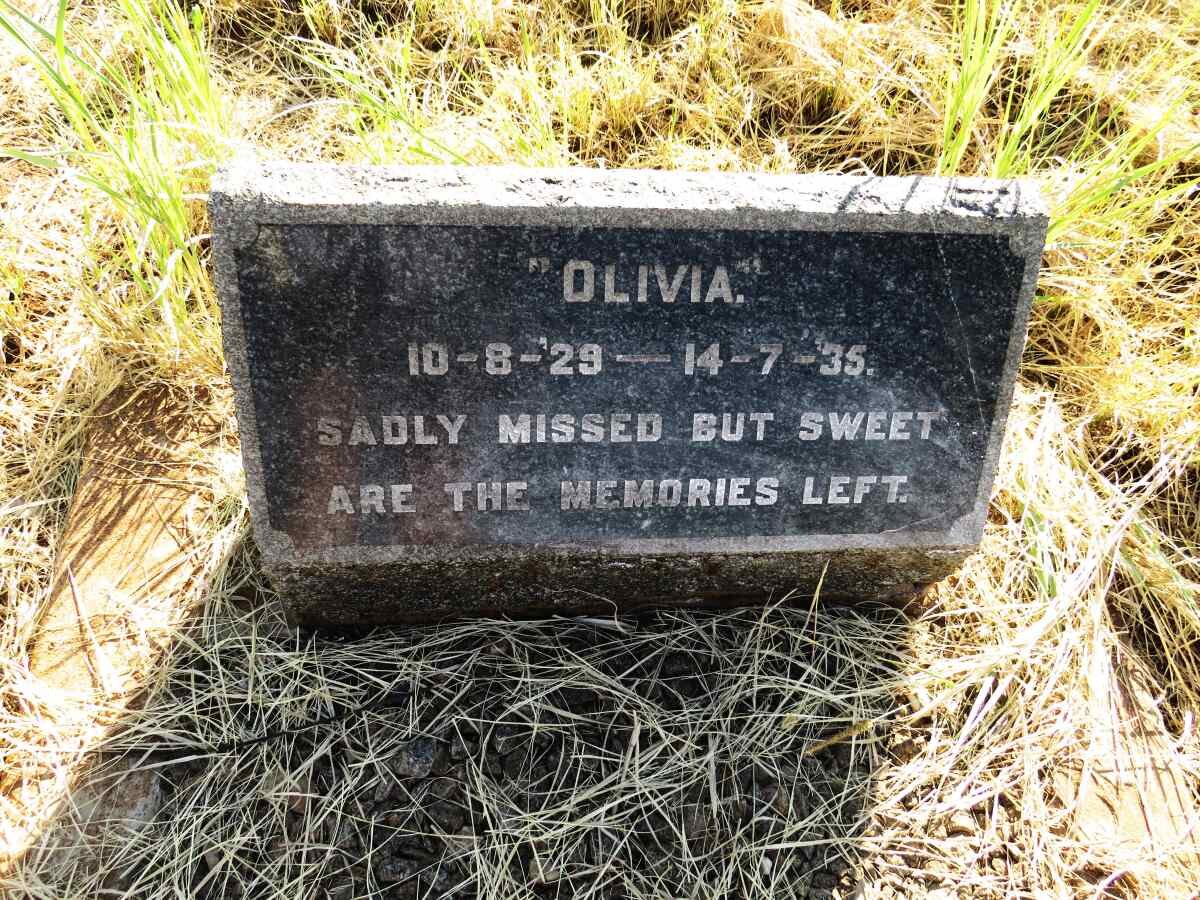 "OLIVIA."
10-8-'29 — 14-7-'35.
SADLY MISSED BUT SWEET
ARE THE MEMORIES LEFT.